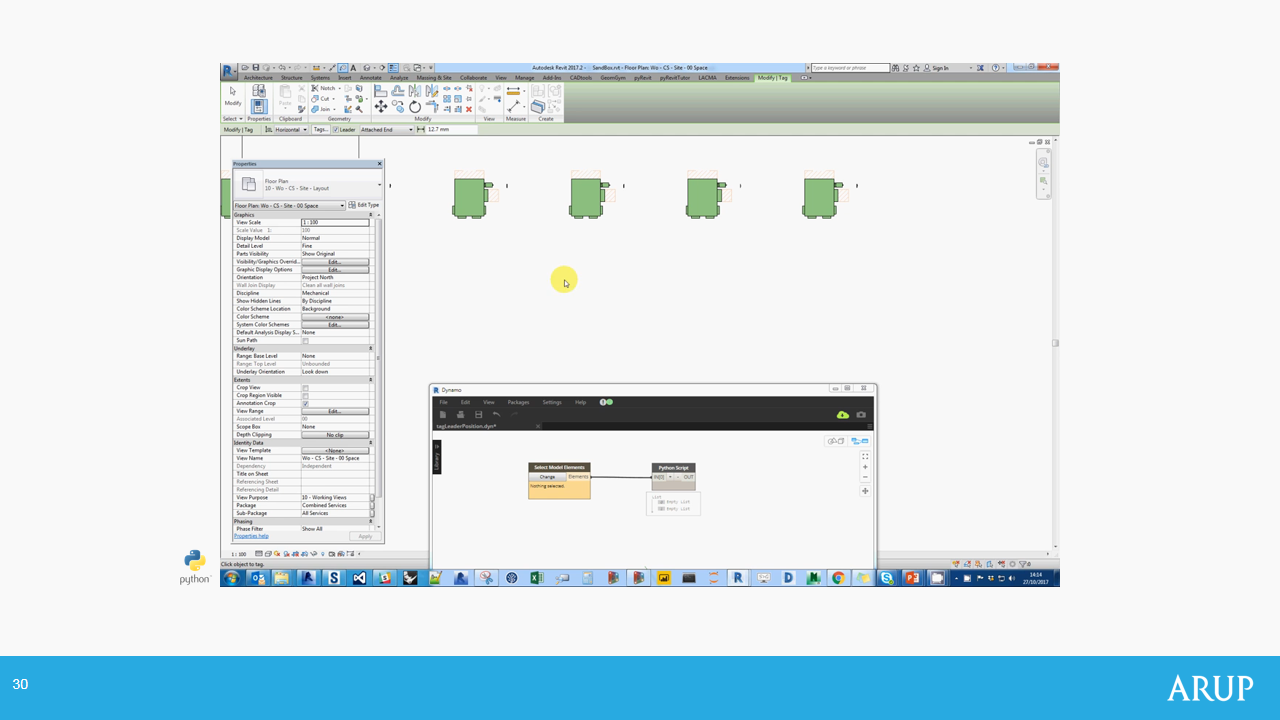 Autodesk Revit 2017.2 - SandBox.rvt - Floor Plan: Wo - CS - Site - 00 Space
Type a keyword or phrase
Sign In
Architecture Structure Systems Insert Annotate Analyze Massing & Site Collaborate View Manage Add-Ins CADtools GeomGym pyRevit pyRevitTutor LACMA Extensions Modify | Tag
Modify
Properties
Paste
Notch
Cut
Join
Select Properties Clipboard Geometry Modify View Measure Create
Modify | Tag Horizontal Tags... Leader Attached End 12.7 mm
Properties
Floor Plan
10 - Wo - CS - Site - Layout
Floor Plan: Wo - CS - Site - 00 Space Edit Type
Graphics
View Scale 1 : 100
Scale Value 1: 100
Display Model Normal
Detail Level Fine
Parts Visibility Show Original
Visibility/Graphics Overrid... Edit...
Graphic Display Options Edit...
Orientation Project North
Wall Join Display Clean all wall joins
Discipline Mechanical
Show Hidden Lines By Discipline
Color Scheme Location Background
Color Scheme <none>
System Color Schemes Edit...
Default Analysis Display S... None
Sun Path
Underlay
Range: Base Level None
Range: Top Level Unbounded
Underlay Orientation Look down
Extents
Crop View
Crop Region Visible
Annotation Crop
View Range Edit...
Associated Level 00
Scope Box None
Depth Clipping No clip
Identity Data
View Template <None>
View Name Wo - CS - Site - 00 Space
Dependency Independent
Title on Sheet
Referencing Sheet
Referencing Detail
View Purpose 10 - Working Views
Package Combined Services
Sub-Package All Services
Phasing
Phase Filter Show All
Properties help Apply
1 : 100
Click object to tag.
Dynamo
File Edit View Packages Settings Help
tagLeaderPosition.dyn*
Library
Select Model Elements
Change Elements
Nothing selected.
Python Script
IN[0] + - OUT
List
Empty List
Empty List
14:14
27/10/2017
python
30
ARUP